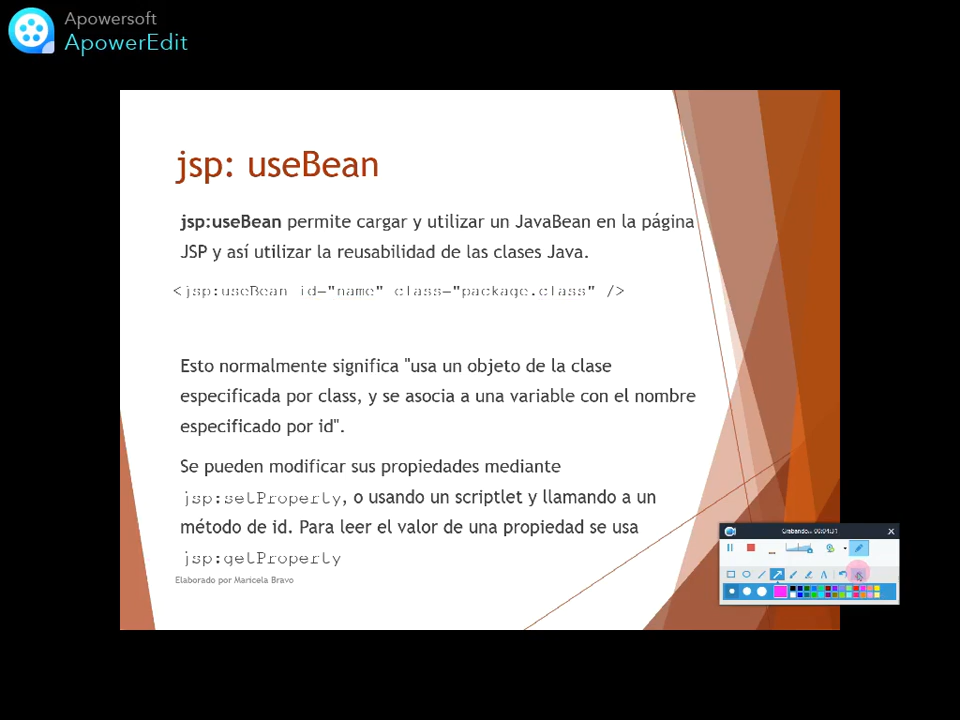 Apowersoft
ApowerEdit
jsp: useBean
jsp:useBean permite cargar y utilizar un JavaBean en la página
JSP y así utilizar la reusabilidad de las clases Java.
<jsp:useBean id="name" class="package.class" />
Esto normalmente significa "usa un objeto de la clase
especificada por class, y se asocia a una variable con el nombre
especificado por id".
Se pueden modificar sus propiedades mediante
jsp:setProperty, o usando un scriptlet y llamando a un
método de id. Para leer el valor de una propiedad se usa
jsp:getProperty
Elaborado por Maricela Bravo
Grabando...